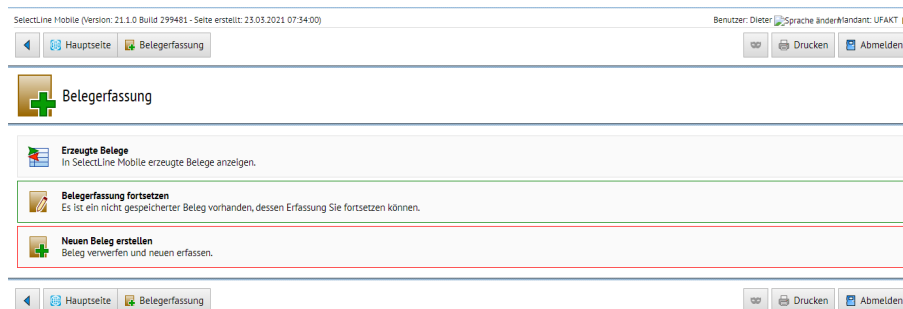 SelectLine Mobile (Version: 21.1.0 Build 299481 - Seite erstellt: 23.03.2021 07:34:00) Benutzer: Dieter Sprache ändern Mandant: UFAKT
Hauptseite Belegerfassung Drucken Abmelden
Belegerfassung
Erzeugte Belege
In SelectLine Mobile erzeugte Belege anzeigen.
Belegerfassung fortsetzen
Es ist ein nicht gespeicherter Beleg vorhanden, dessen Erfassung Sie fortsetzen können.
Neuen Beleg erstellen
Beleg verwerfen und neuen erfassen.
Hauptseite Belegerfassung Drucken Abmelden